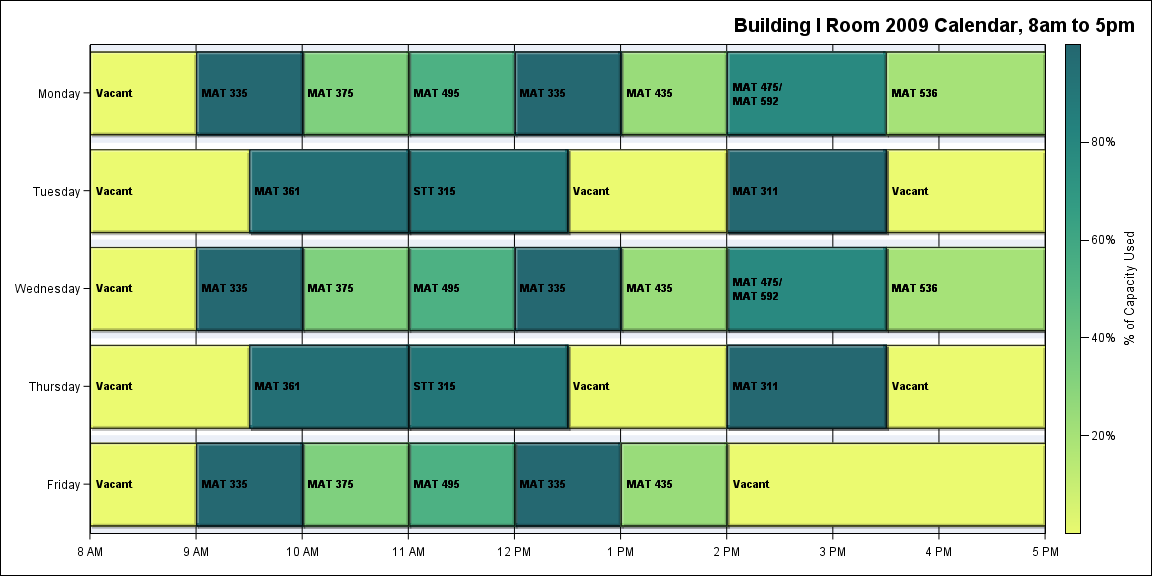 Building I Room 2009 Calendar, 8am to 5pm
Monday
Vacant
MAT 335
MAT 375
MAT 495
MAT 335
MAT 435
MAT 475/
MAT 592
MAT 536
Tuesday
Vacant
MAT 361
STT 315
Vacant
MAT 311
Vacant
Wednesday
Vacant
MAT 335
MAT 375
MAT 495
MAT 335
MAT 435
MAT 475/
MAT 592
MAT 536
Thursday
Vacant
MAT 361
STT 315
Vacant
MAT 311
Vacant
Friday
Vacant
MAT 335
MAT 375
MAT 495
MAT 335
MAT 435
Vacant
8 AM
9 AM
10 AM
11 AM
12 PM
1 PM
2 PM
3 PM
4 PM
5 PM
80%
60%
40%
20%
% of Capacity Used